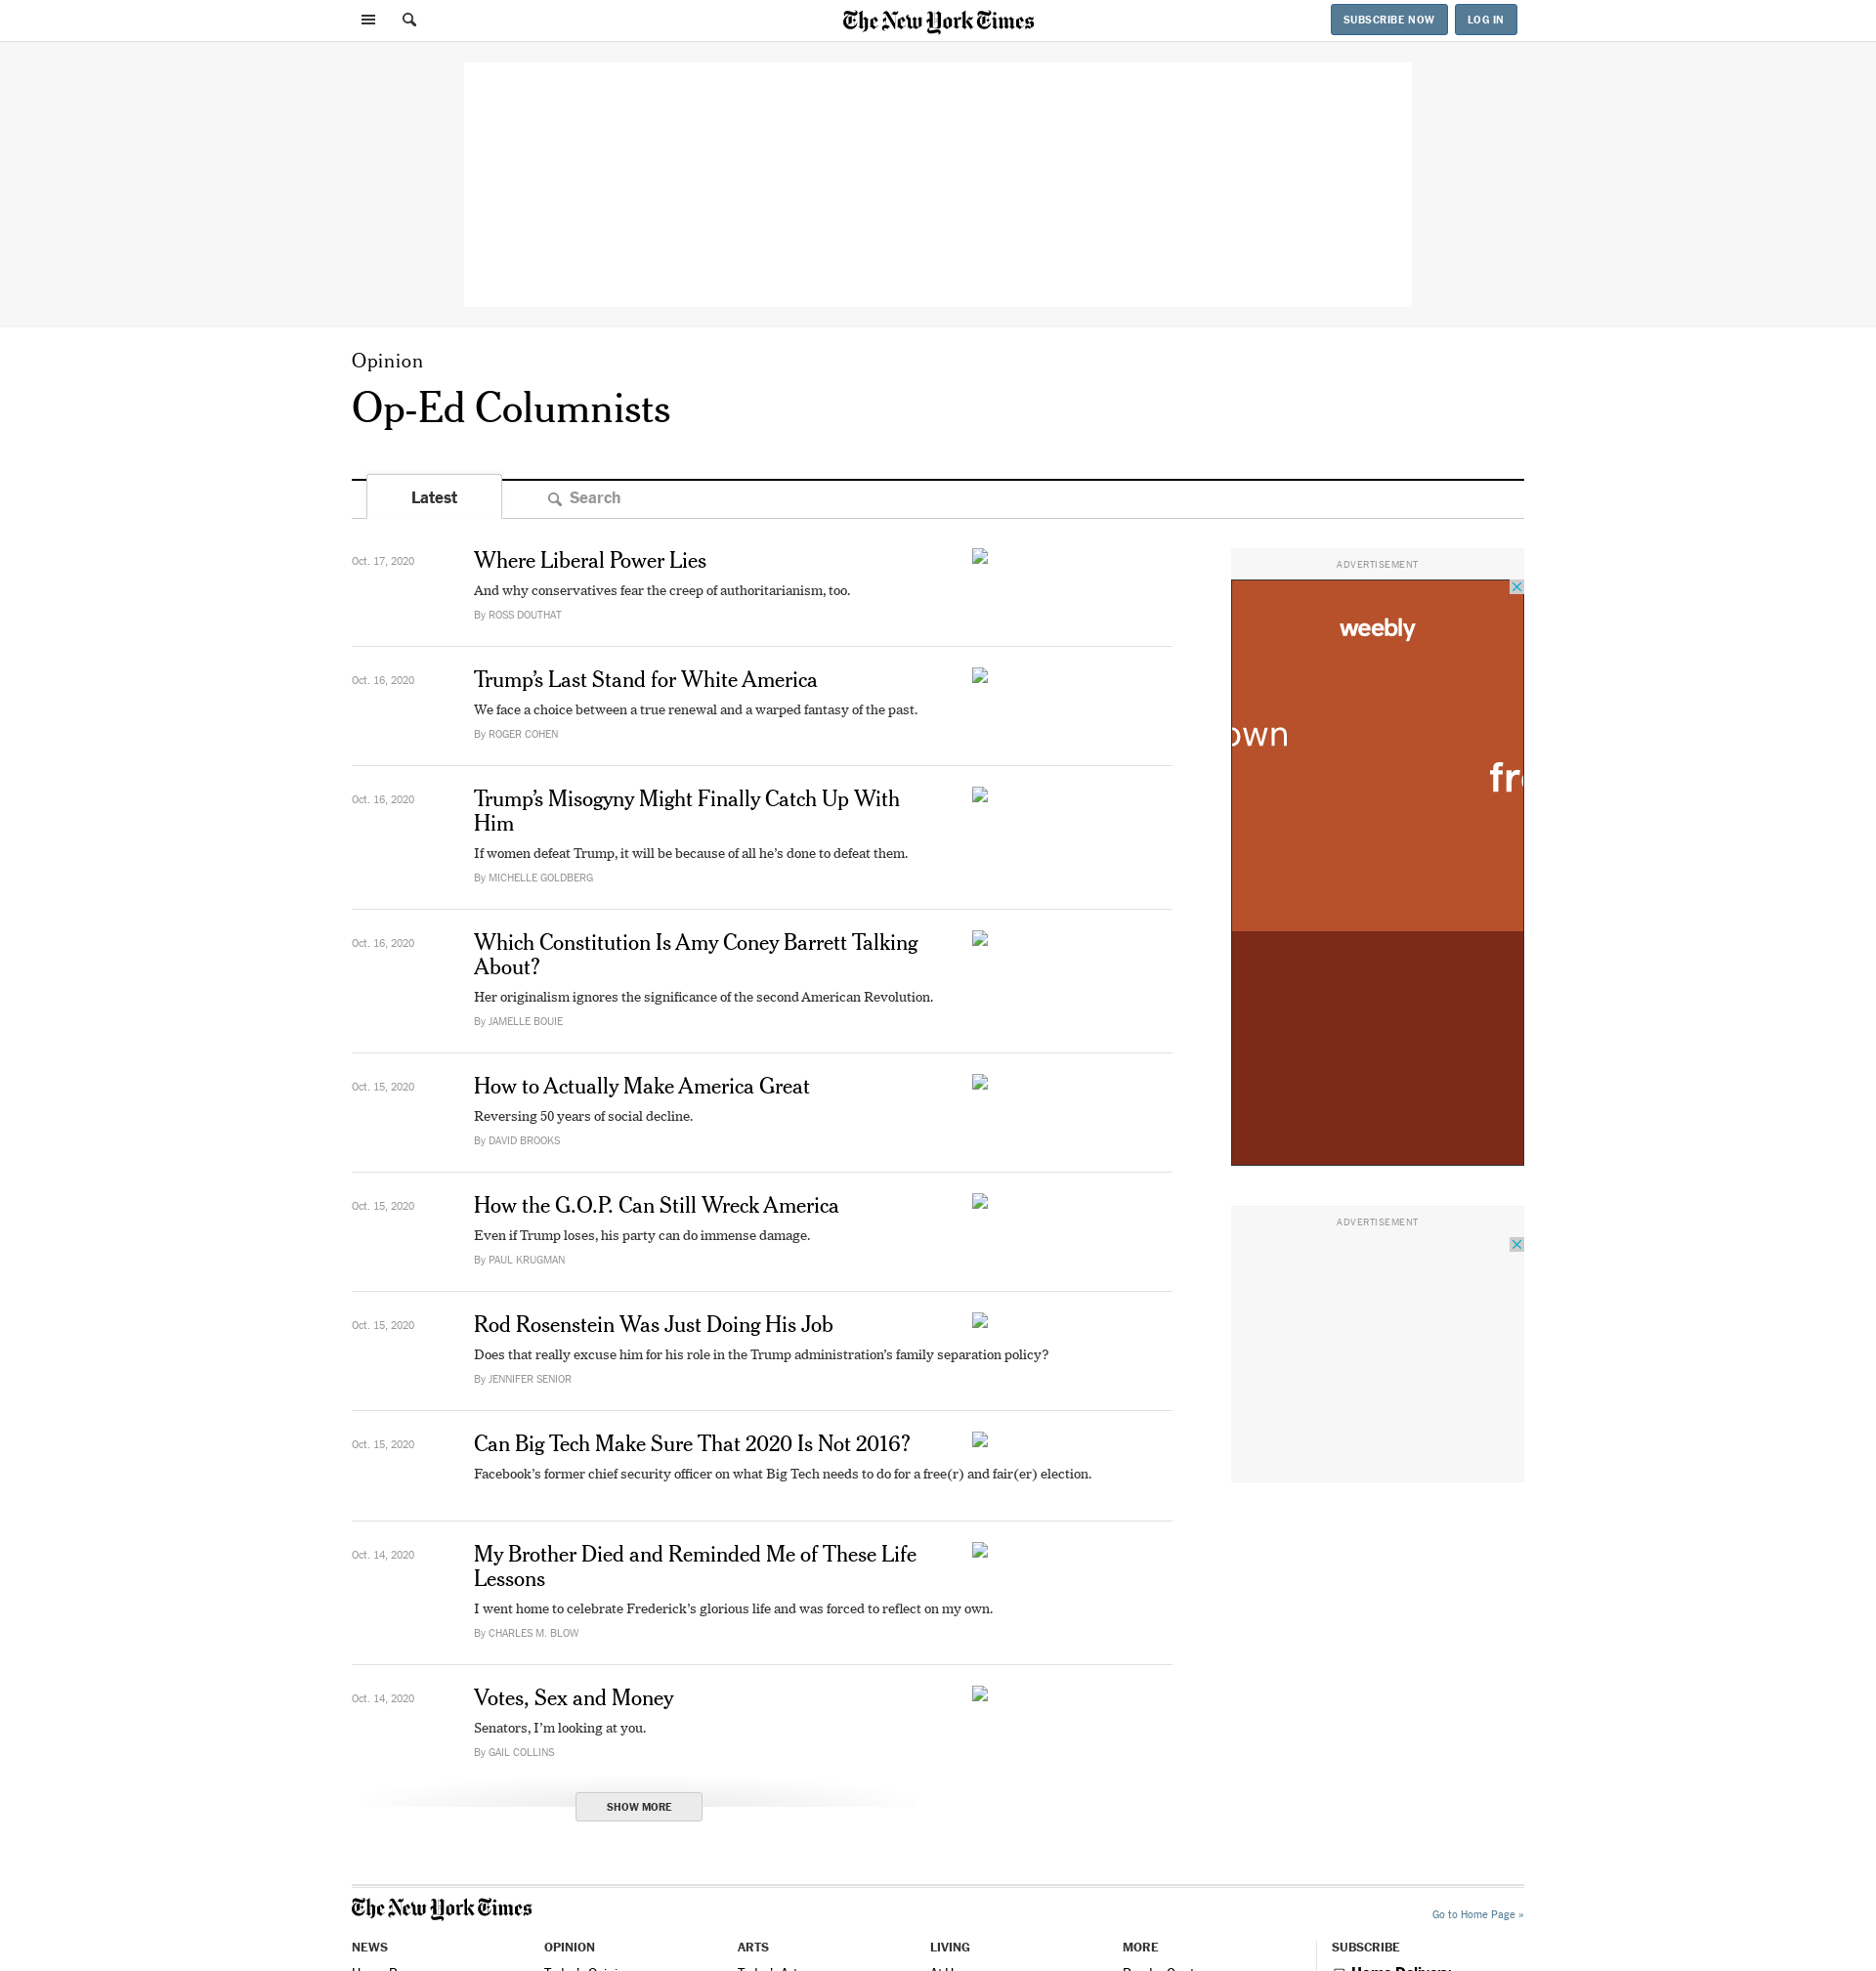 The New York Times
SUBSCRIBE NOW
LOG IN
Opinion
Op-Ed Columnists
Latest
Search
Oct. 17, 2020
Where Liberal Power Lies
And why conservatives fear the creep of authoritarianism, too.
By ROSS DOUTHAT
Oct. 16, 2020
Trump’s Last Stand for White America
We face a choice between a true renewal and a warped fantasy of the past.
By ROGER COHEN
Oct. 16, 2020
Trump’s Misogyny Might Finally Catch Up With
Him
If women defeat Trump, it will be because of all he’s done to defeat them.
By MICHELLE GOLDBERG
Oct. 16, 2020
Which Constitution Is Amy Coney Barrett Talking
About?
Her originalism ignores the significance of the second American Revolution.
By JAMELLE BOUIE
Oct. 15, 2020
How to Actually Make America Great
Reversing 50 years of social decline.
By DAVID BROOKS
Oct. 15, 2020
How the G.O.P. Can Still Wreck America
Even if Trump loses, his party can do immense damage.
By PAUL KRUGMAN
Oct. 15, 2020
Rod Rosenstein Was Just Doing His Job
Does that really excuse him for his role in the Trump administration’s family separation policy?
By JENNIFER SENIOR
Oct. 15, 2020
Can Big Tech Make Sure That 2020 Is Not 2016?
Facebook’s former chief security officer on what Big Tech needs to do for a free(r) and fair(er) election.
Oct. 14, 2020
My Brother Died and Reminded Me of These Life
Lessons
I went home to celebrate Frederick’s glorious life and was forced to reflect on my own.
By CHARLES M. BLOW
Oct. 14, 2020
Votes, Sex and Money
Senators, I’m looking at you.
By GAIL COLLINS
SHOW MORE
ADVERTISEMENT
weebly
own
ADVERTISEMENT
The New York Times
Go to Home Page »
NEWS
OPINION
ARTS
LIVING
MORE
SUBSCRIBE
Home Delivery